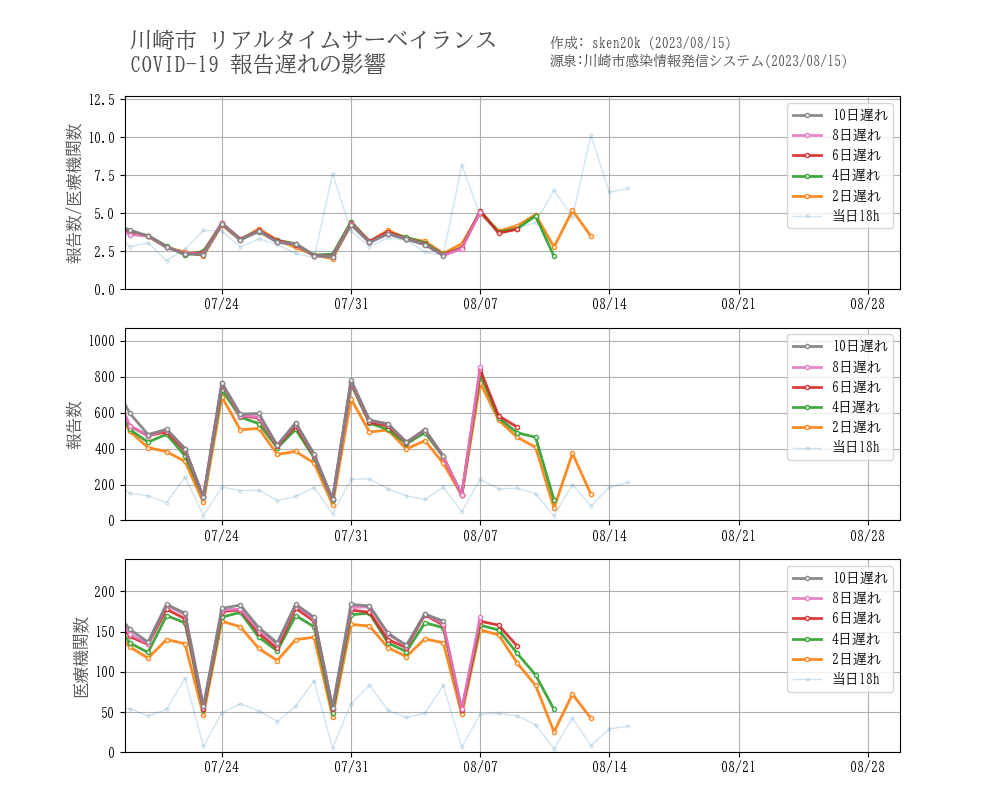 川崎市 リアルタイムサーベイランス
COVID-19 報告遅れの影響
作成: sken20k (2023/08/15)
源泉:川崎市感染情報発信システム(2023/08/15)
報告数/医療機関数
12.5
10.0
7.5
5.0
2.5
0.0
07/24
07/31
08/07
08/14
08/21
08/28
10日遅れ
8日遅れ
6日遅れ
4日遅れ
2日遅れ
当日18h
報告数
1000
800
600
400
200
0
07/24
07/31
08/07
08/14
08/21
08/28
10日遅れ
8日遅れ
6日遅れ
4日遅れ
2日遅れ
当日18h
医療機関数
200
150
100
50
0
07/24
07/31
08/07
08/14
08/21
08/28
10日遅れ
8日遅れ
6日遅れ
4日遅れ
2日遅れ
当日18h